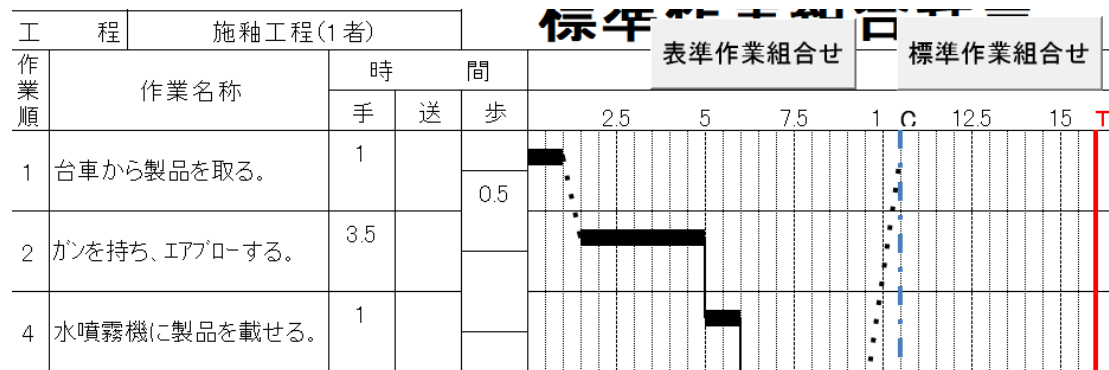 工 程 施釉工程(1者)
表準作業組合せ
標準作業組合せ
作業順
作業名称
時 間
手 送 歩
2.5 5 7.5 1 C 12.5 15 T
1 台車から製品を取る。 1
0.5
2 ガンを持ち、エアブローする。 3.5
4 水噴霧機に製品を載せる。 1